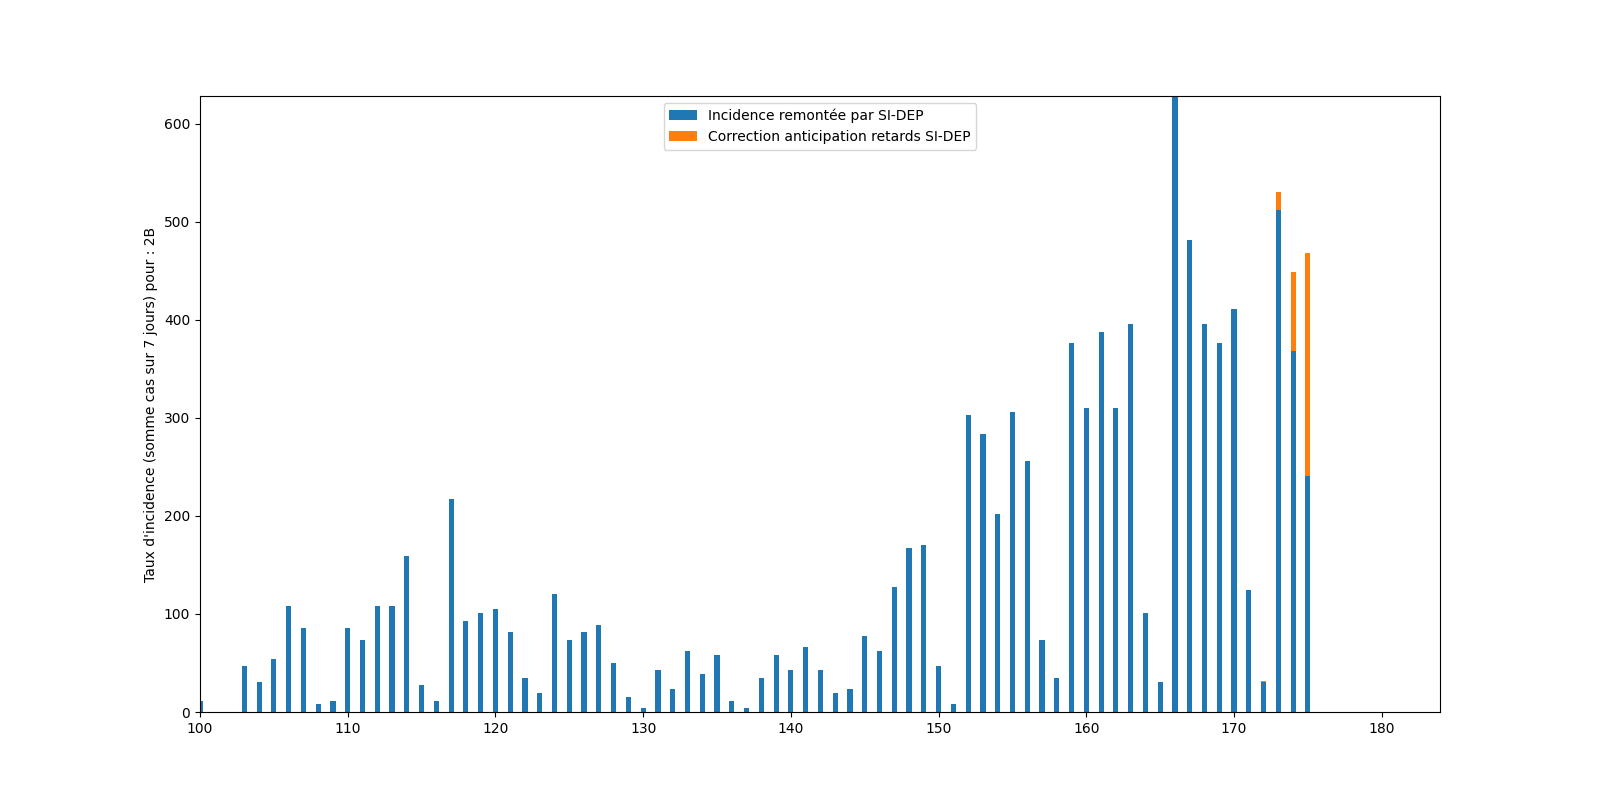 Incidence remontée par SI-DEP
Correction anticipation retards SI-DEP
Taux d'incidence (somme cas sur 7 jours) pour : 2B
600
500
400
300
200
100
0
100 110 120 130 140 150 160 170 180